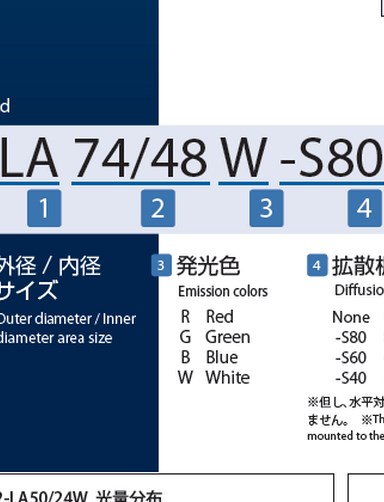 d
LA 74/48 W -S80
1 2 3 4
外径 / 内径
サイズ
Outer diameter / Inner
diameter area size
3 発光色
Emission colors
R Red
G Green
B Blue
W White
4 拡散
Diffusio
None
-S80
-S60
-S40
※但し、水平対
ません。 ※Th
mounted to the
2-LA50/24W 光量分布